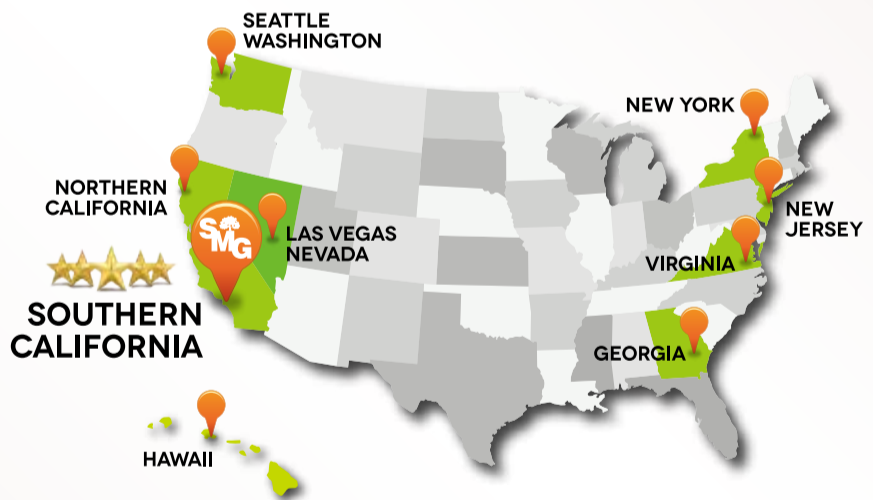 SEATTLE
WASHINGTON
NEW YORK
NORTHERN
CALIFORNIA
SMG
LAS VEGAS
NEVADA
NEW
JERSEY
VIRGINIA
SOUTHERN
CALIFORNIA
GEORGIA
HAWAII